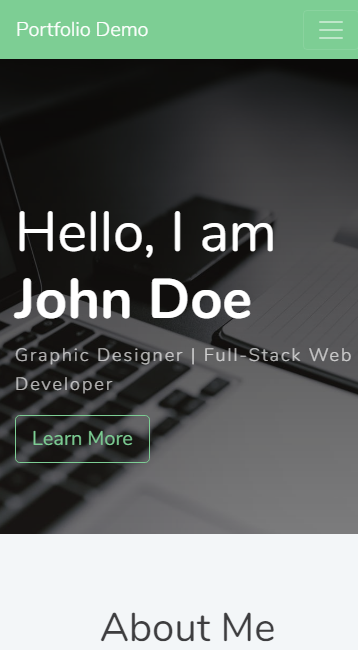 Portfolio Demo
Hello, I am
John Doe
Graphic Designer | Full-Stack Web
Developer
Learn More
About Me